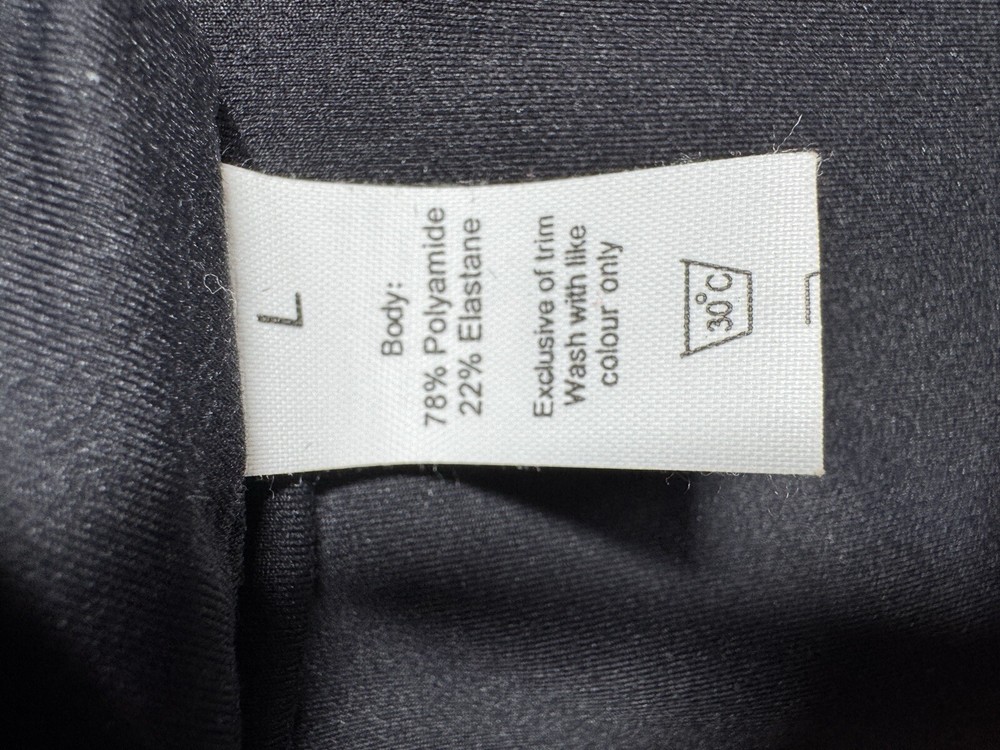 L
Body:
78% Polyamide
22% Elastane
Exclusive of trim
Wash with like
colour only
30°C